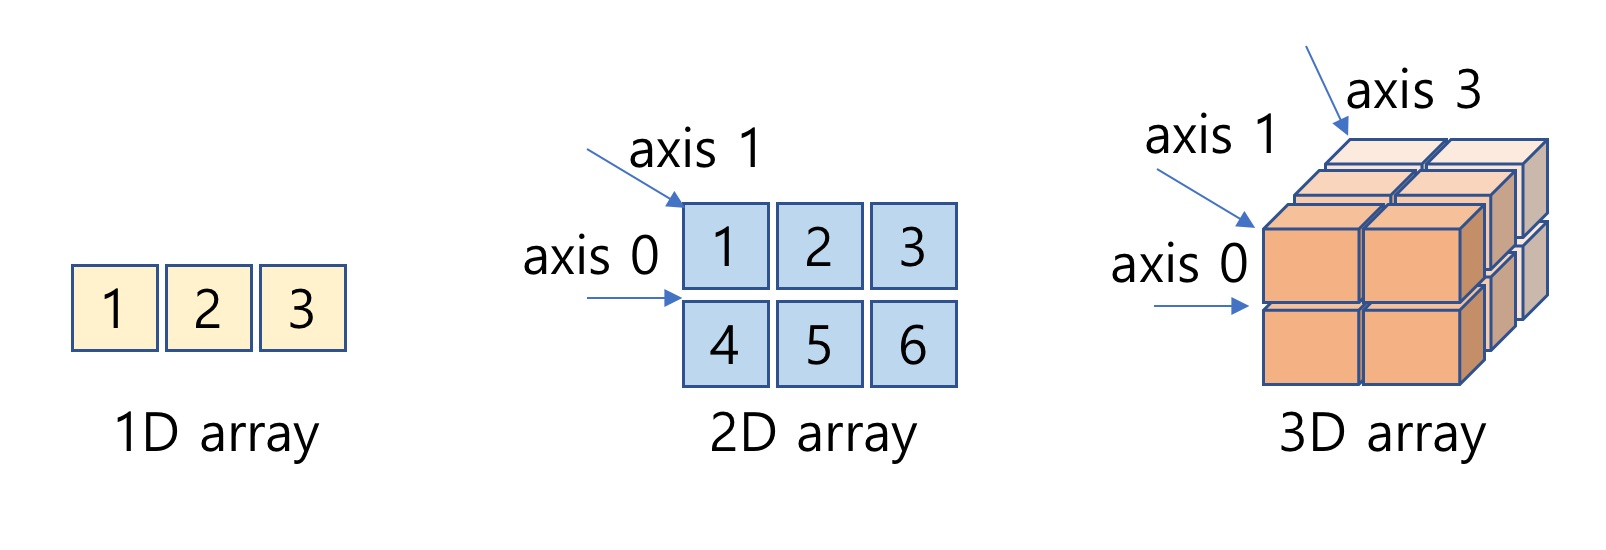 1 2 3
1D array
axis 1
axis 0
1 2 3
4 5 6
2D array
axis 3
axis 1
axis 0
3D array